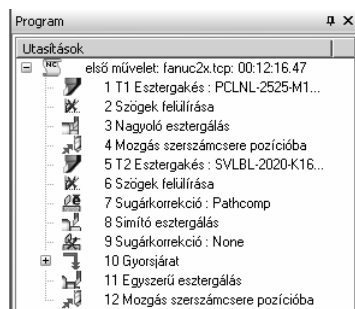 Program
Utasítások
NC első művelet: fanuc2x.tcp: 00:12:16.47
1 T1 Esztergakés : PCLNL-2525-M1...
2 Szögek felülírása
3 Nagyoló esztergálás
4 Mozgás szerszámcsere pozícióba
5 T2 Esztergakés : SVLBL-2020-K16...
6 Szögek felülírása
7 Sugárkorrekció : Pathcomp
8 Simító esztergálás
9 Sugárkorrekció : None
10 Gyorsjárat
11 Egyszerű esztergálás
12 Mozgás szerszámcsere pozícióba